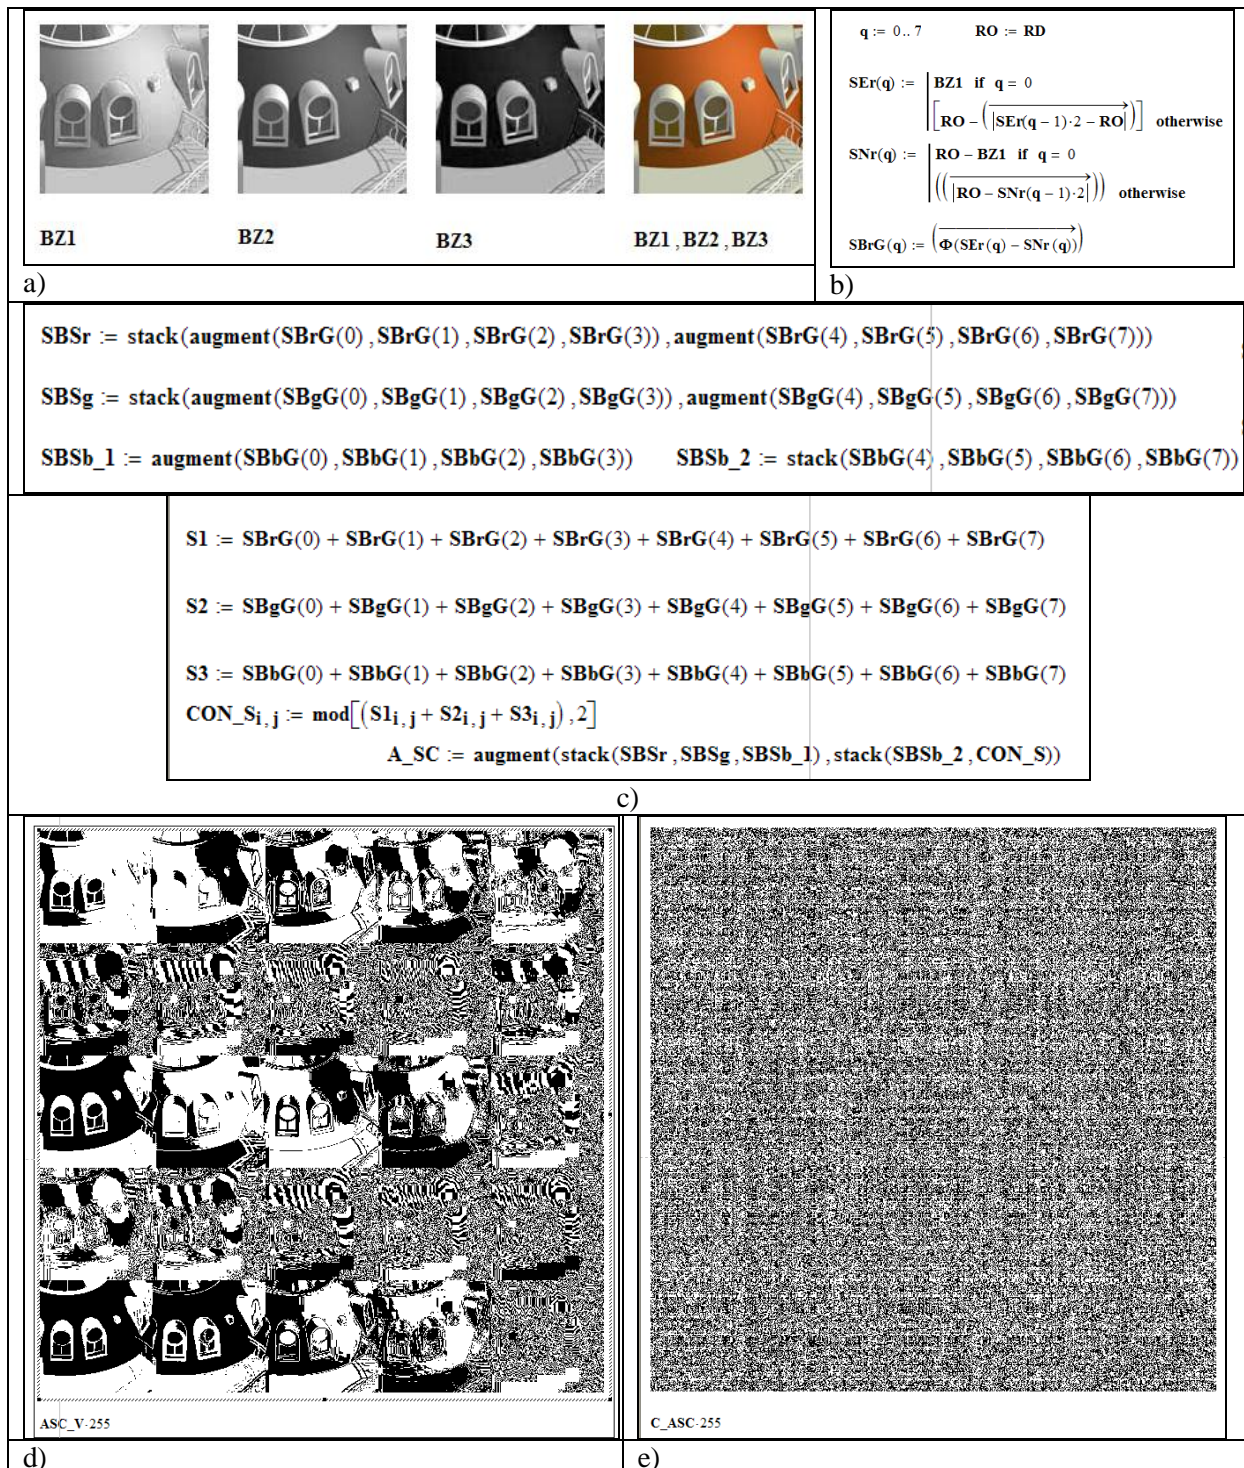 BZ1 BZ2 BZ3 BZ1 , BZ2 , BZ3
a)
q := 0 .. 7 RO := RD
SEr(q) := | BZ1 if q = 0
[RO − (|SEr(q − 1)·2 − RO|)] otherwise
SNr(q) := | RO − BZ1 if q = 0
((|RO − SNr(q − 1)·2|)) otherwise
SBrG(q) := (Φ(SEr(q) − SNr(q)))
b)
SBSr := stack(augment(SBrG(0) , SBrG(1) , SBrG(2) , SBrG(3)) , augment(SBrG(4) , SBrG(5) , SBrG(6) , SBrG(7)))
SBSg := stack(augment(SBgG(0) , SBgG(1) , SBgG(2) , SBgG(3)) , augment(SBgG(4) , SBgG(5) , SBgG(6) , SBgG(7)))
SBSb_1 := augment(SBbG(0) , SBbG(1) , SBbG(2) , SBbG(3)) SBSb_2 := stack(SBbG(4) , SBbG(5) , SBbG(6) , SBbG(7))
S1 := SBrG(0) + SBrG(1) + SBrG(2) + SBrG(3) + SBrG(4) + SBrG(5) + SBrG(6) + SBrG(7)
S2 := SBgG(0) + SBgG(1) + SBgG(2) + SBgG(3) + SBgG(4) + SBgG(5) + SBgG(6) + SBgG(7)
S3 := SBbG(0) + SBbG(1) + SBbG(2) + SBbG(3) + SBbG(4) + SBbG(5) + SBbG(6) + SBbG(7)
CON_S i , j := mod[(S1 i , j + S2 i , j + S3 i , j) , 2]
A_SC := augment(stack(SBSr , SBSg , SBSb_1) , stack(SBSb_2 , CON_S))
c)
ASC_V·255
C_ASC·255
d)
e)